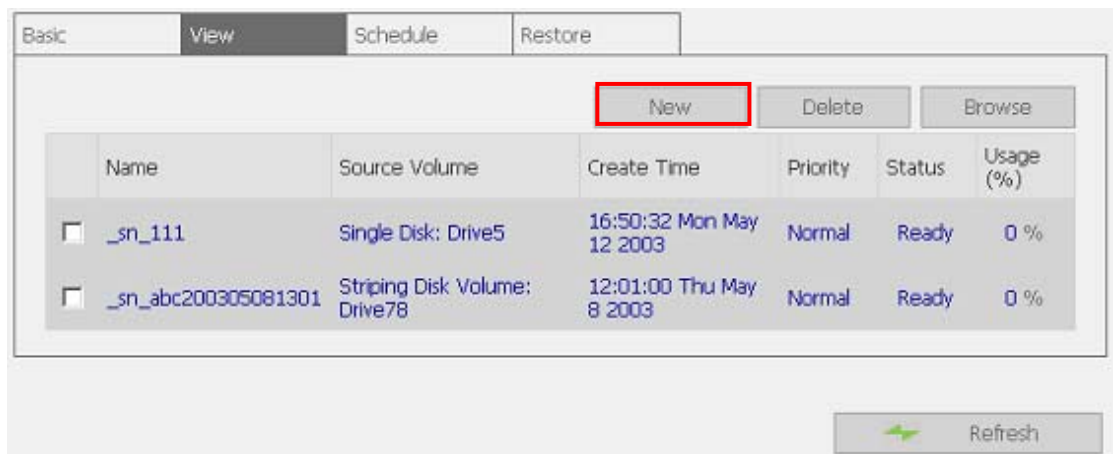 Basic View Schedule Restore
New Delete Browse
Name Source Volume Create Time Priority Status Usage (%)
_sn_111 Single Disk: Drive5 16:50:32 Mon May 12 2003 Normal Ready 0 %
_sn_abc200305081301 Striping Disk Volume: Drive78 12:01:00 Thu May 8 2003 Normal Ready 0 %
Refresh